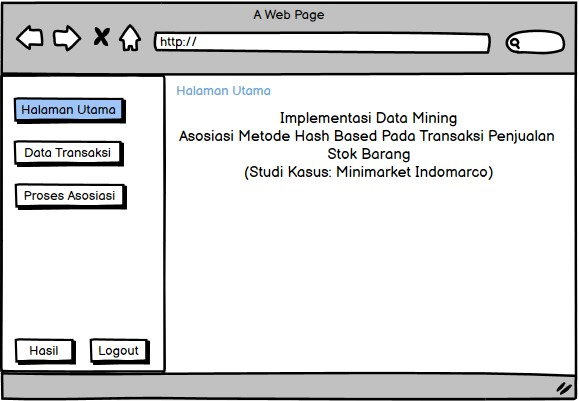 A Web Page
http://
Halaman Utama
Data Transaksi
Proses Asosiasi
Hasil
Logout
Halaman Utama
Implementasi Data Mining
Asosiasi Metode Hash Based Pada Transaksi Penjualan
Stok Barang
(Studi Kasus: Minimarket Indomarco)